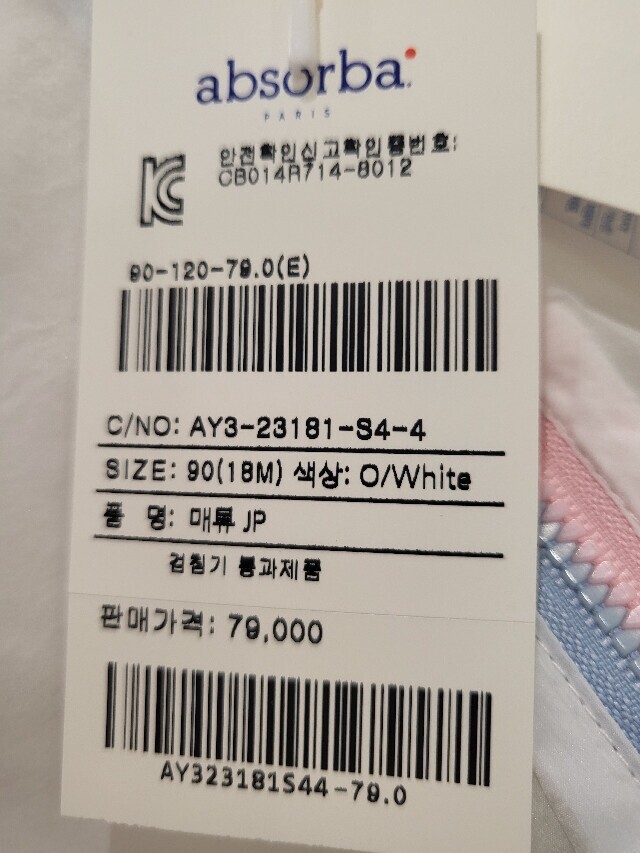 absorba
PARIS
안전확인신고확인증번호:
CB014R714-8012
90-120-79.0(E)
C/NO: AY3-23181-S4-4
SIZE: 90(18M) 색상: O/White
품 명: 매튜 JP
검침기 통과제품
판매가격: 79,000
AY323181S44-79.0